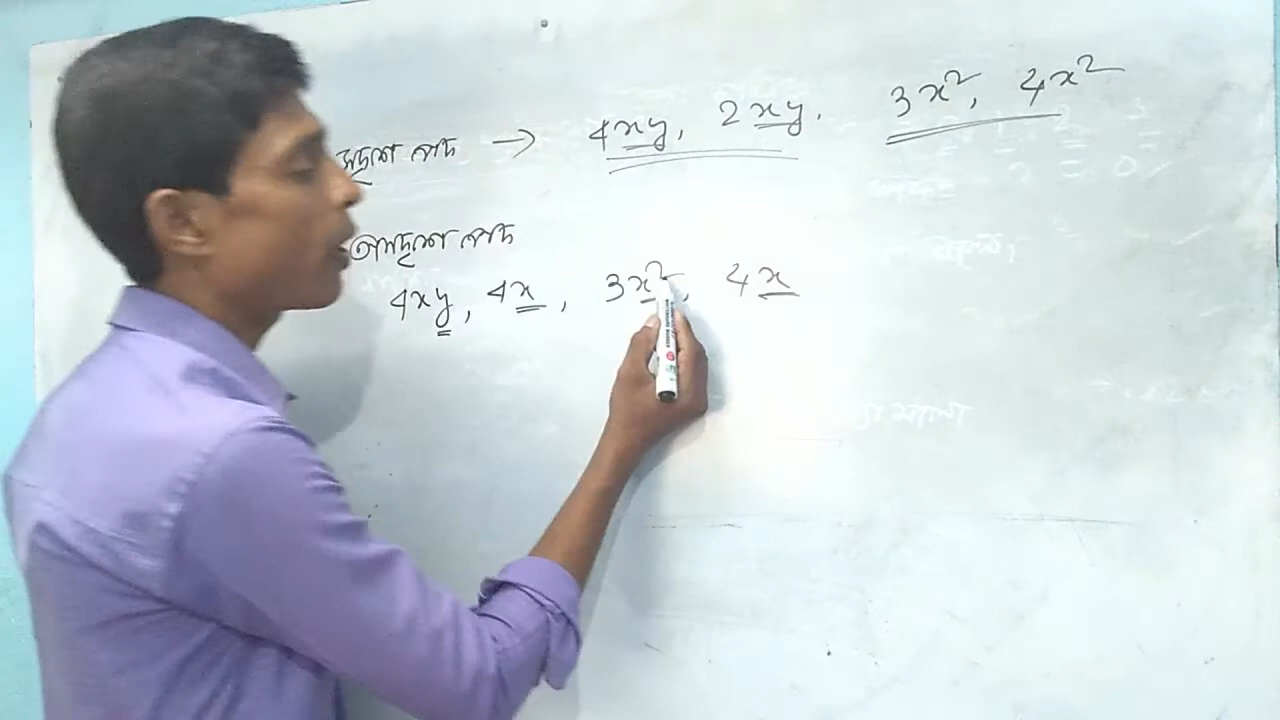 সদৃশ পদ → 4xy, 2xy, 3x², 4x²
অসদৃশ পদ
4xy, 4x, 3x², 4x